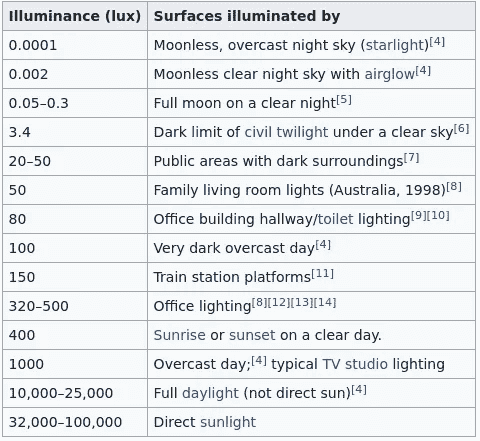 Illuminance (lux) Surfaces illuminated by
0.0001 Moonless, overcast night sky (starlight)[4]
0.002 Moonless clear night sky with airglow[4]
0.05–0.3 Full moon on a clear night[5]
3.4 Dark limit of civil twilight under a clear sky[6]
20–50 Public areas with dark surroundings[7]
50 Family living room lights (Australia, 1998)[8]
80 Office building hallway/toilet lighting[9][10]
100 Very dark overcast day[4]
150 Train station platforms[11]
320–500 Office lighting[8][12][13][14]
400 Sunrise or sunset on a clear day.
1000 Overcast day;[4] typical TV studio lighting
10,000–25,000 Full daylight (not direct sun)[4]
32,000–100,000 Direct sunlight